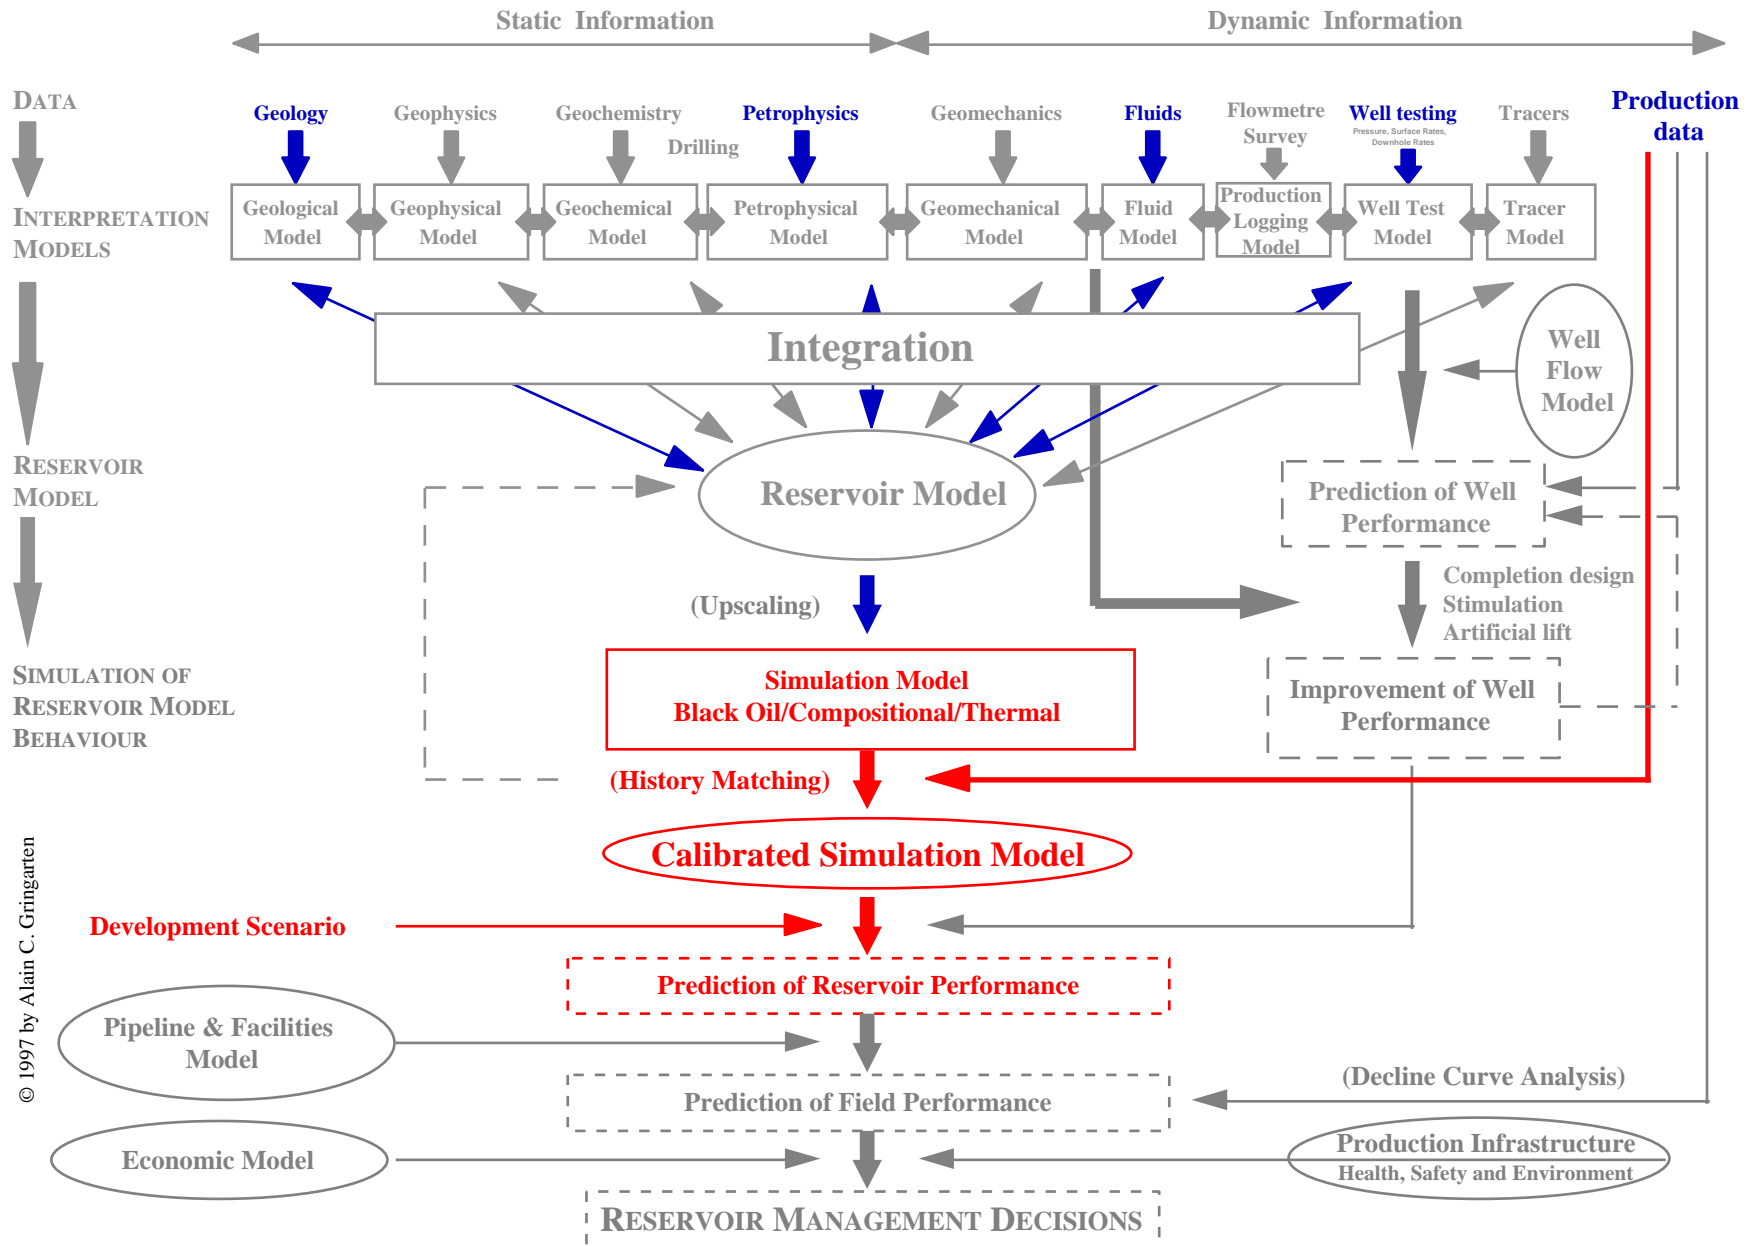 Static Information
Dynamic Information
DATA
Geology
Geophysics
Geochemistry
Drilling
Petrophysics
Geomechanics
Fluids
Flowmetre
Survey
Well testing
Pressure, Surface Rates,
Downhole Rates
Tracers
Production
data
INTERPRETATION
MODELS
Geological
Model
Geophysical
Model
Geochemical
Model
Petrophysical
Model
Geomechanical
Model
Fluid
Model
Production
Logging
Model
Well Test
Model
Tracer
Model
Integration
Well
Flow
Model
RESERVOIR
MODEL
Reservoir Model
Prediction of Well
Performance
(Upscaling)
Completion design
Stimulation
Artificial lift
SIMULATION OF
RESERVOIR MODEL
BEHAVIOUR
Simulation Model
Black Oil/Compositional/Thermal
Improvement of Well
Performance
(History Matching)
Calibrated Simulation Model
Development Scenario
Prediction of Reservoir Performance
Pipeline & Facilities
Model
Prediction of Field Performance
(Decline Curve Analysis)
Economic Model
Production Infrastructure
Health, Safety and Environment
RESERVOIR MANAGEMENT DECISIONS
© 1997 by Alain C. Gringarten